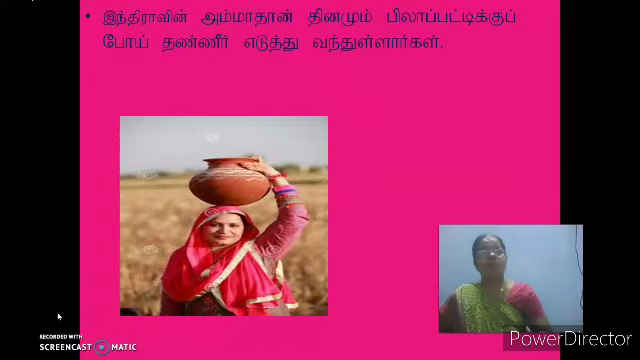 இந்திராவின் அம்மாதான் தினமும் பிலாப்பட்டிக்குப்
போய் தண்ணீர் எடுத்து வந்துள்ளார்கள்.
RECORDED WITH
SCREENCAST MATIC
PowerDirector